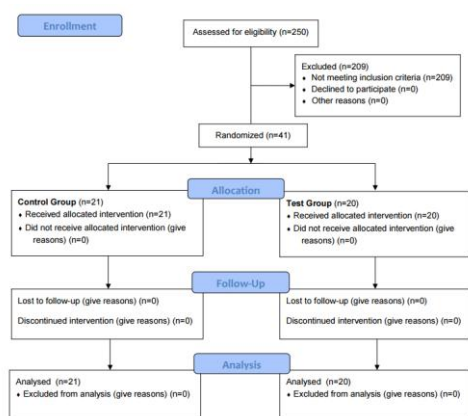 Enrollment
Assessed for eligibility (n=250)
Excluded (n=209)
♦ Not meeting inclusion criteria (n=209)
♦ Declined to participate (n=0)
♦ Other reasons (n=0)
Randomized (n=41)
Allocation
Control Group (n=21)
♦ Received allocated intervention (n=21)
♦ Did not receive allocated intervention (give
reasons) (n=0)
Test Group (n=20)
♦ Received allocated intervention (n=20)
♦ Did not receive allocated intervention (give
reasons) (n=0)
Follow-Up
Lost to follow-up (give reasons) (n=0)
Discontinued intervention (give reasons) (n=0)
Lost to follow-up (give reasons) (n=0)
Discontinued intervention (give reasons) (n=0)
Analysis
Analysed (n=21)
♦ Excluded from analysis (give reasons) (n=0)
Analysed (n=20)
♦ Excluded from analysis (give reasons) (n=0)